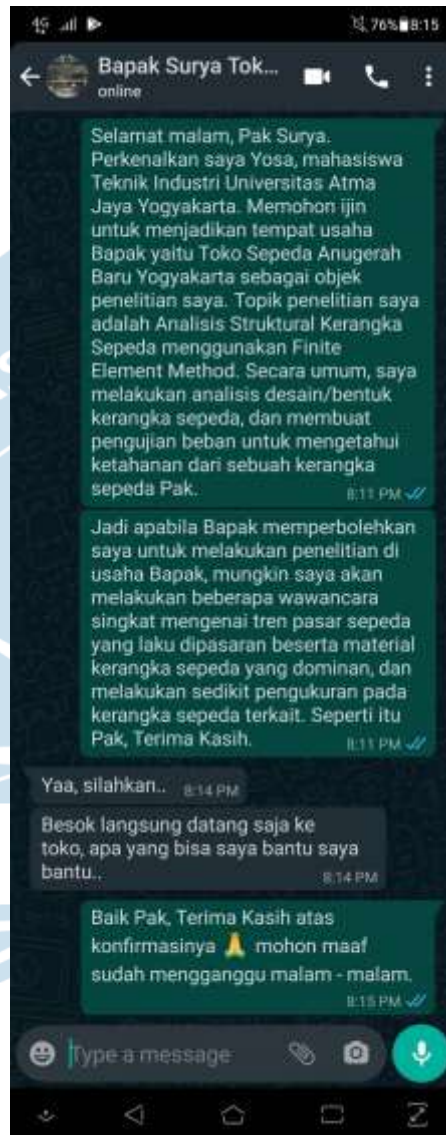 4G 76% 8:15
Bapak Surya Tok...
online
Selamat malam, Pak Surya.
Perkenalkan saya Yosa, mahasiswa
Teknik Industri Universitas Atma
Jaya Yogyakarta. Memohon ijin
untuk menjadikan tempat usaha
Bapak yaitu Toko Sepeda Anugerah
Baru Yogyakarta sebagai objek
penelitian saya. Topik penelitian saya
adalah Analisis Struktural Kerangka
Sepeda menggunakan Finite
Element Method. Secara umum, saya
melakukan analisis desain/bentuk
kerangka sepeda, dan membuat
pengujian beban untuk mengetahui
ketahanan dari sebuah kerangka
sepeda Pak.
8:11 PM
Jadi apabila Bapak memperbolehkan
saya untuk melakukan penelitian di
usaha Bapak, mungkin saya akan
melakukan beberapa wawancara
singkat mengenai tren pasar sepeda
yang laku dipasaran beserta material
kerangka sepeda yang dominan, dan
melakukan sedikit pengukuran pada
kerangka sepeda terkait. Seperti itu
Pak, Terima Kasih.
8:11 PM
Yaa, silahkan.. 8:14 PM
Besok langsung datang saja ke
toko, apa yang bisa saya bantu saya
bantu..
8:14 PM
Baik Pak, Terima Kasih atas
konfirmasinya 🙏 mohon maaf
sudah mengganggu malam - malam.
8:15 PM
Type a message